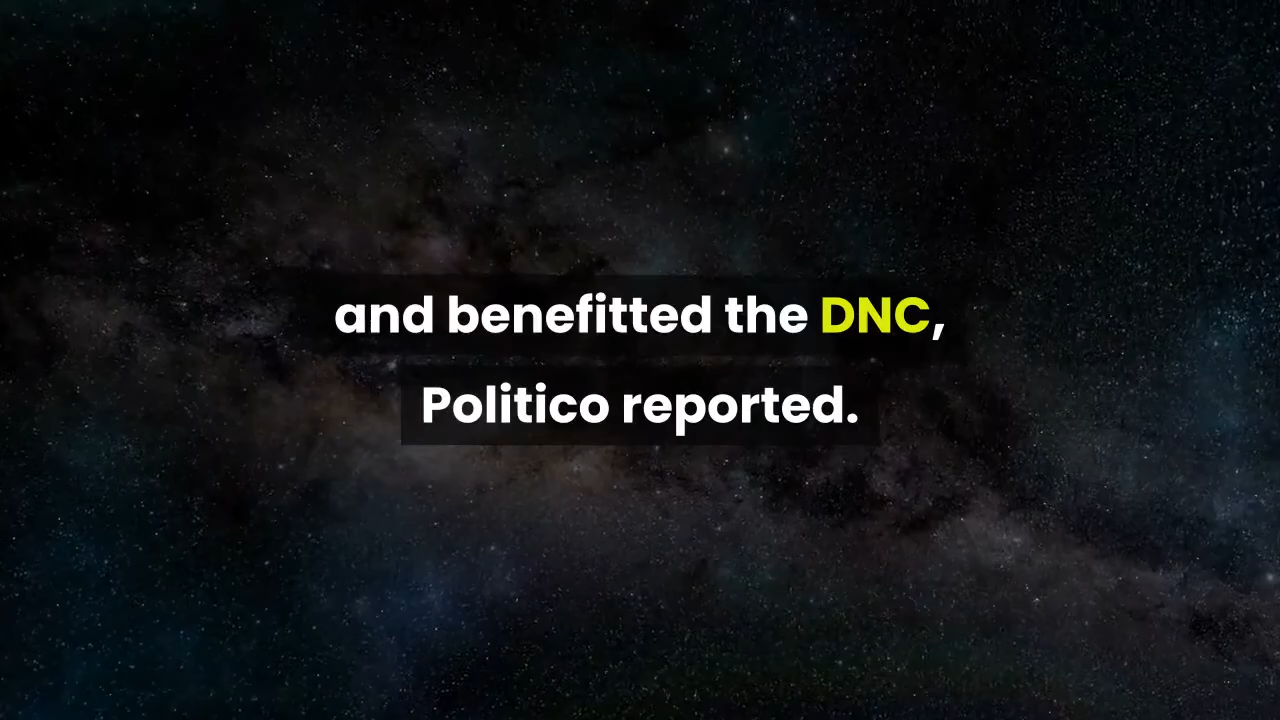 and benefitted the DNC,
Politico reported.